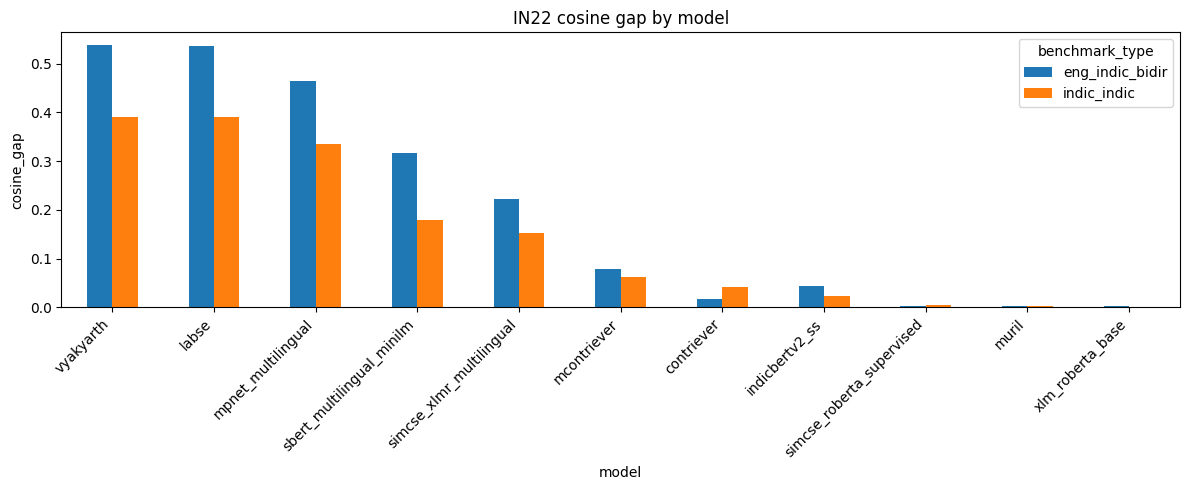 IN22 cosine gap by model
benchmark_type
eng_indic_bidir
indic_indic
cosine_gap
0.5
0.4
0.3
0.2
0.1
0.0
vyakyarth
labse
mpnet_multilingual
sbert_multilingual_minilm
simcse_xlmr_multilingual
mcontriever
contriever
indicbertv2_ss
simcse_roberta_supervised
muril
xlm_roberta_base
model